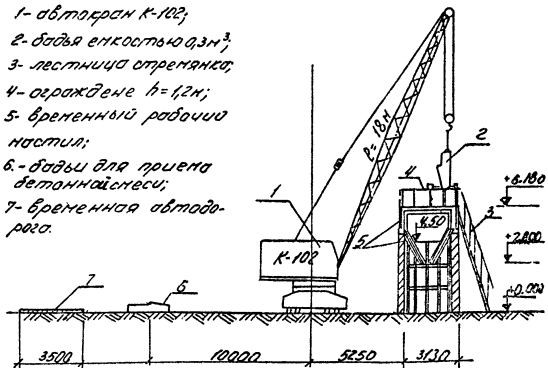 1- автокран К-102;
2- бадья емкостью 0,3м³;
3- лестница стремянка;
4- ограждене h=1,2м;
5- временный рабочий
настил;
6.- бадьи для приема
бетонной смеси;
7- временная автодо-
рога.
ℓ=18м
2
4
+6.180
3
1
4.50
К-102
5
+2.800
7
6
±0.000
3500
10000
5250
3130